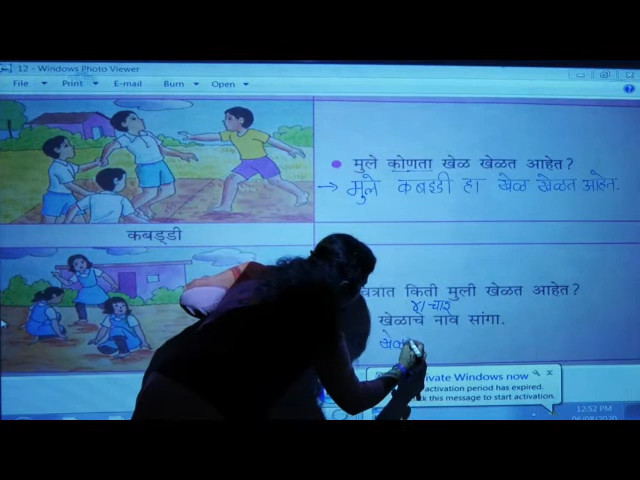 12 - Windows Photo Viewer
File Print E-mail Burn Open
मुले कोणता खेळ खेळत आहेत?
→ मुले कबड्डी हा खेळ खेळत आहेत.
कबड्डी
किती मुली खेळत आहेत?
४/चार
खेळाचे नाव सांगा.
Windows now
activation period has expired.
this message to start activation.
12:52 PM